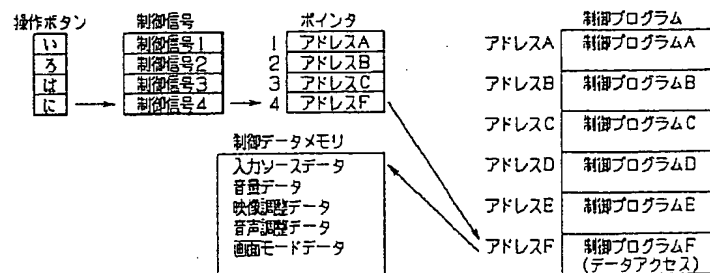 操作ボタン
い
ろ
は
に
制御信号
制御信号1
制御信号2
制御信号3
制御信号4
ポインタ
1 アドレスA
2 アドレスB
3 アドレスC
4 アドレスF
制御データメモリ
入力ソースデータ
音量データ
映像調整データ
音声調整データ
画面モードデータ
制御プログラム
アドレスA 制御プログラムA
アドレスB 制御プログラムB
アドレスC 制御プログラムC
アドレスD 制御プログラムD
アドレスE 制御プログラムE
アドレスF 制御プログラムF
(データアクセス)